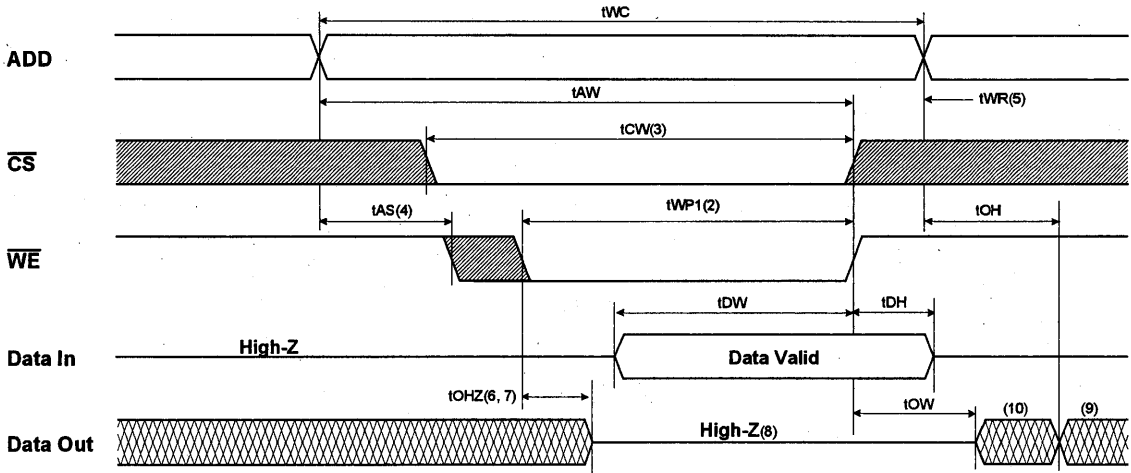 tWC
ADD
tAW
tWR(5)
tCW(3)
CS
tAS(4)
tWP1(2)
tOH
WE
tDW
tDH
High-Z
Data In
Data Valid
tOHZ(6, 7)
tOW
(10)
(9)
High-Z(8)
Data Out